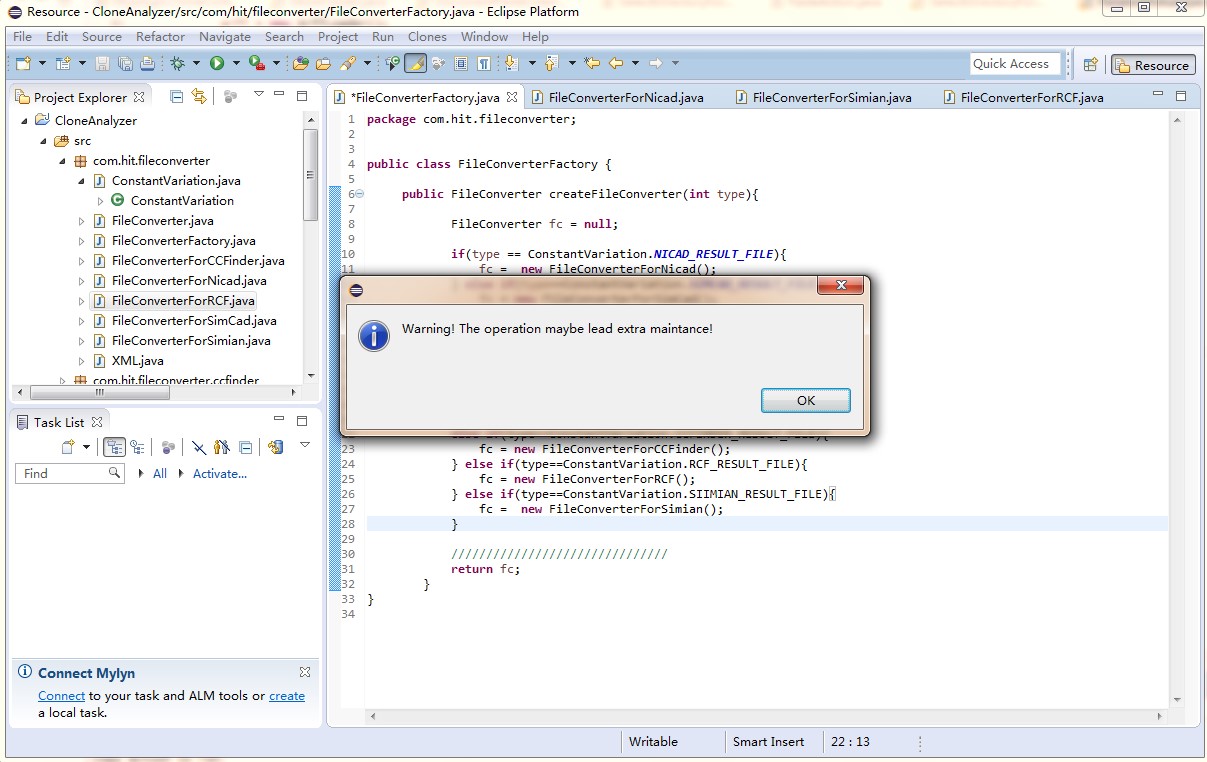 Resource - CloneAnalyzer/src/com/hit/fileconverter/FileConverterFactory.java - Eclipse Platform
File Edit Source Refactor Navigate Search Project Run Clones Window Help
Quick Access
Resource
Project Explorer
CloneAnalyzer
src
com.hit.fileconverter
ConstantVariation.java
ConstantVariation
FileConverter.java
FileConverterFactory.java
FileConverterForCCFinder.java
FileConverterForNicad.java
FileConverterForRCF.java
FileConverterForSimCad.java
FileConverterForSimian.java
XML.java
com.hit.fileconverter.ccfinder
Task List
Find
All
Activate...
Connect Mylyn
Connect to your task and ALM tools or create
a local task.
*FileConverterFactory.java FileConverterForNicad.java FileConverterForSimian.java FileConverterForRCF.java
1 package com.hit.fileconverter;
2
3
4 public class FileConverterFactory {
5
6 public FileConverter createFileConverter(int type){
7
8 FileConverter fc = null;
9
10 if(type == ConstantVariation.NICAD_RESULT_FILE){
11 fc =  new FileConverterForNicad();
Warning! The operation maybe lead extra maintance!
OK
23 fc = new FileConverterForCCFinder();
24 } else if(type==ConstantVariation.RCF_RESULT_FILE){
25 fc = new FileConverterForRCF();
26 } else if(type==ConstantVariation.SIIMIAN_RESULT_FILE){
27 fc =  new FileConverterForSimian();
28 }
29
30 ///////////////////////////////
31 return fc;
32 }
33 }
34
Writable Smart Insert 22 : 13